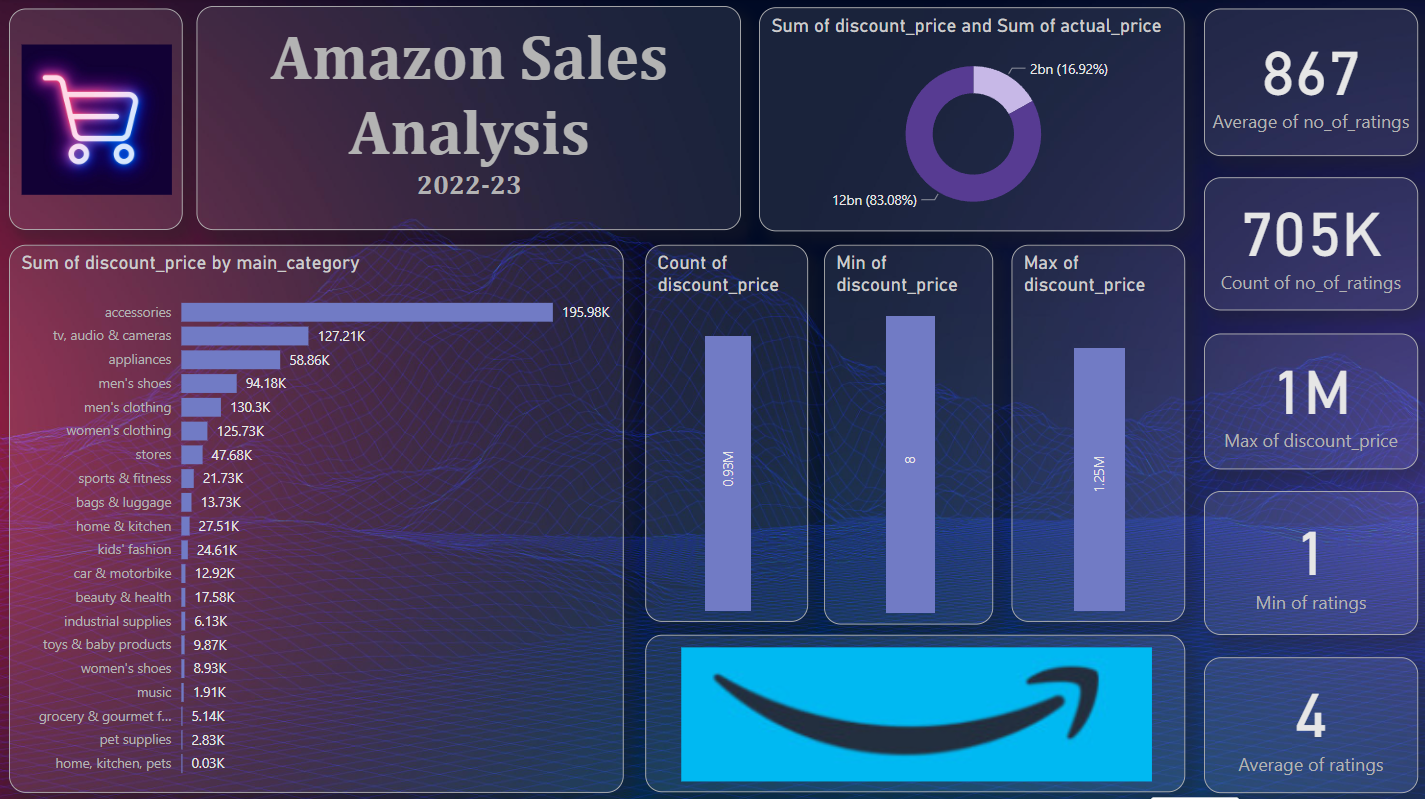 Amazon Sales
Analysis
2022-23
Sum of discount_price and Sum of actual_price
2bn (16.92%)
12bn (83.08%)
867
Average of no_of_ratings
705K
Count of no_of_ratings
1M
Max of discount_price
1
Min of ratings
4
Average of ratings
Sum of discount_price by main_category
accessories 195.98K
tv, audio & cameras 127.21K
appliances 58.86K
men's shoes 94.18K
men's clothing 130.3K
women's clothing 125.73K
stores 47.68K
sports & fitness 21.73K
bags & luggage 13.73K
home & kitchen 27.51K
kids' fashion 24.61K
car & motorbike 12.92K
beauty & health 17.58K
industrial supplies 6.13K
toys & baby products 9.87K
women's shoes 8.93K
music 1.91K
grocery & gourmet f... 5.14K
pet supplies 2.83K
home, kitchen, pets 0.03K
Count of
discount_price
0.93M
Min of
discount_price
8
Max of
discount_price
1.25M